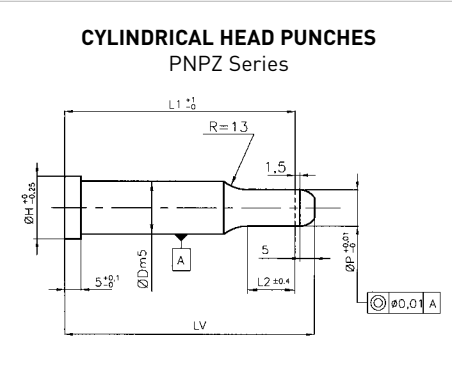 CYLINDRICAL HEAD PUNCHES
PNPZ Series
L1 +1 -0
R=13
1,5
ØH +0 -0.25
ØDm5
A
5
ØP +0.01 -0
5 +0.1 -0
L2 ±0.4
ø0,01 A
LV